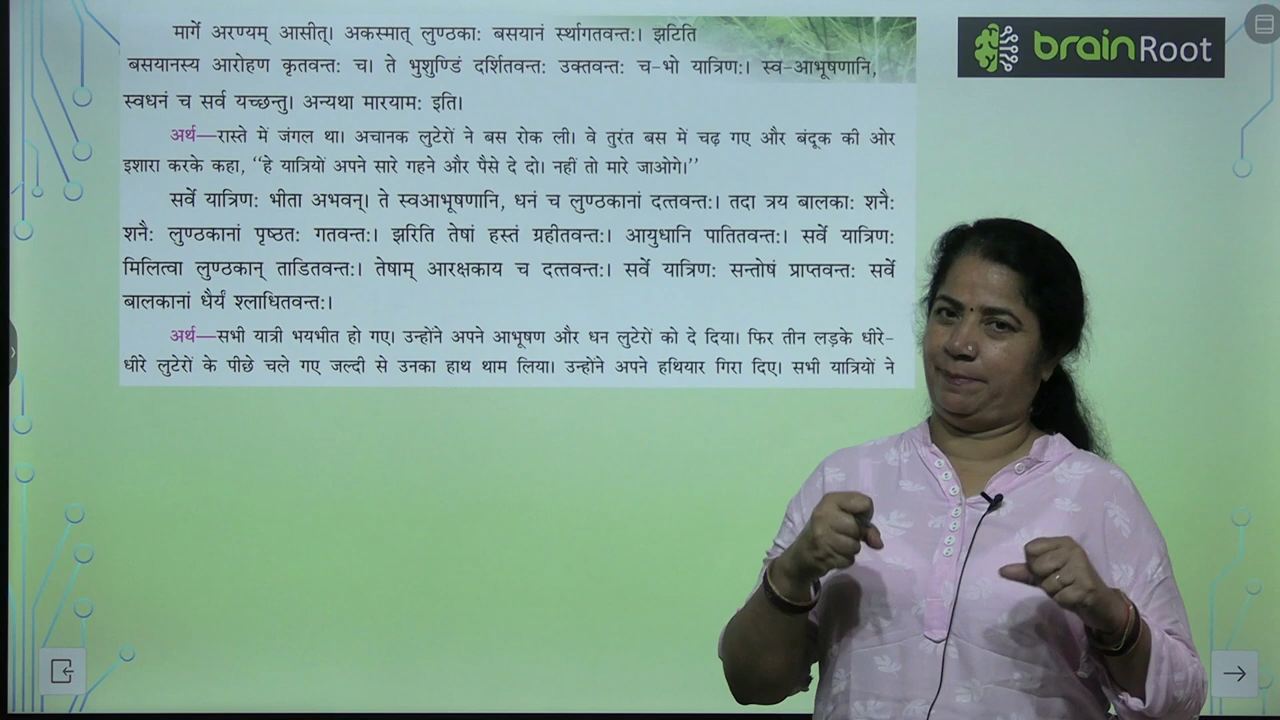 मार्गे अरण्यम् आसीत्। अकस्मात् लुण्ठका: बसयानं स्थगितवन्त:। झटिति
बसयानस्य आरोहण कृतवन्त: च। ते भुशुण्डिं दर्शितवन्त: उक्तवन्त: च-भो यात्रिण:। स्व-आभूषणानि,
स्वधनं च सर्व यच्छन्तु। अन्यथा मारयाम: इति।
अर्थ—रास्ते में जंगल था। अचानक लुटेरों ने बस रोक ली। वे तुरंत बस में चढ़ गए और बंदूक की ओर
इशारा करके कहा, ‘‘हे यात्रियों अपने सारे गहने और पैसे दे दो। नहीं तो मारे जाओगे।’’
सर्वे यात्रिण: भीता अभवन्। ते स्वआभूषणानि, धनं च लुण्ठकानां दत्तवन्त:। तदा त्रय बालका: शनै:
शनै: लुण्ठकानां पृष्ठत: गतवन्त:। झरिति तेषां हस्तं ग्रहीतवन्त:। आयुधानि पातितवन्त:। सर्वे यात्रिण:
मिलित्वा लुण्ठकान् ताडितवन्त:। तेषाम् आरक्षकाय च दत्तवन्त:। सर्वे यात्रिण: सन्तोषं प्राप्तवन्त: सर्वे
बालकानां धैर्यं श्लाधितवन्त:।
अर्थ—सभी यात्री भयभीत हो गए। उन्होंने अपने आभूषण और धन लुटेरों को दे दिया। फिर तीन लड़के धीरे-
धीरे लुटेरों के पीछे चले गए जल्दी से उनका हाथ थाम लिया। उन्होंने अपने हथियार गिरा दिए। सभी यात्रियों ने
brainRoot